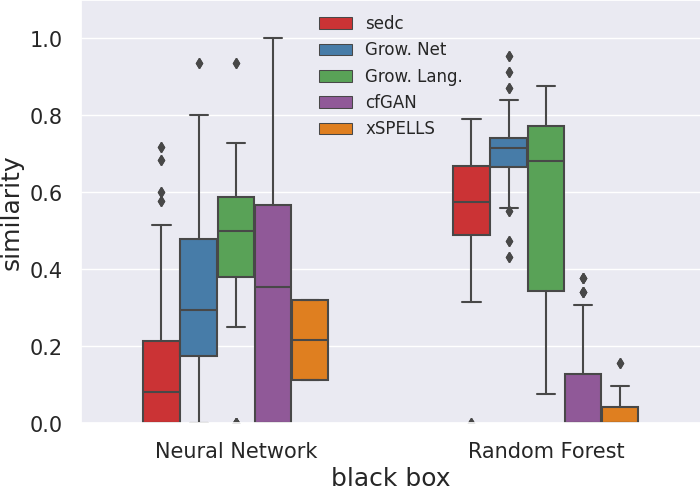 1.0
0.8
0.6
0.4
0.2
0.0
similarity
sedc
Grow. Net
Grow. Lang.
cfGAN
xSPELLS
Neural Network
Random Forest
black box